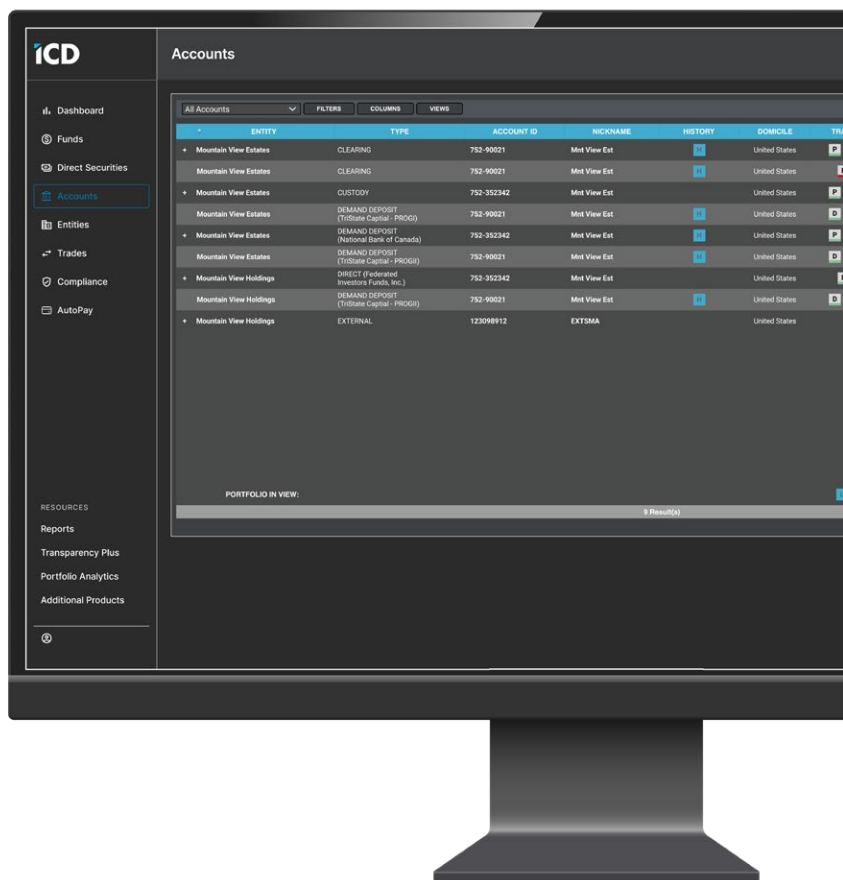 iCD
Accounts
Dashboard
Funds
Direct Securities
Accounts
Entities
Trades
Compliance
AutoPay
RESOURCES
Reports
Transparency Plus
Portfolio Analytics
Additional Products
All Accounts FILTERS COLUMNS VIEWS
ENTITY TYPE ACCOUNT ID NICKNAME HISTORY DOMICILE TRA
+ Mountain View Estates CLEARING 752-90021 Mnt View Est H United States P
Mountain View Estates CLEARING 752-90021 Mnt View Est H United States
+ Mountain View Estates CUSTODY 752-352342 Mnt View Est United States P
Mountain View Estates DEMAND DEPOSIT 752-90021 Mnt View Est H United States D
(TriState Captial - PROGI)
+ Mountain View Estates DEMAND DEPOSIT 752-352342 Mnt View Est H United States P
(National Bank of Canada)
Mountain View Estates DEMAND DEPOSIT 752-90021 Mnt View Est H United States D
(TriState Captial - PROGII)
+ Mountain View Holdings DIRECT (Federated 752-352342 Mnt View Est United States
Investors Funds, Inc.)
Mountain View Holdings DEMAND DEPOSIT 752-90021 Mnt View Est H United States D
(TriState Captial - PROGII)
+ Mountain View Holdings EXTERNAL 123098912 EXTSMA United States
PORTFOLIO IN VIEW:
9 Result(s)